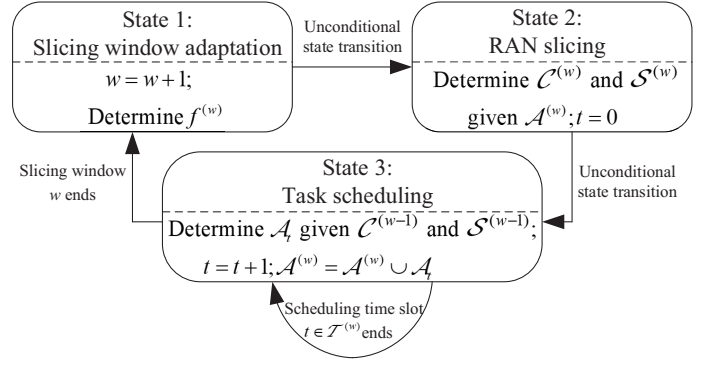 State 1:
Slicing window adaptation
w = w + 1;
Determine f^(w)
Unconditional
state transition
State 2:
RAN slicing
Determine 𝒞^(w) and 𝒮^(w)
given 𝒜^(w); t = 0
Unconditional
state transition
State 3:
Task scheduling
Determine 𝒜_t given 𝒞^(w−1) and 𝒮^(w−1);
t = t + 1; 𝒜^(w) = 𝒜^(w) ∪ 𝒜_t
Slicing window
w ends
Scheduling time slot
t ∈ 𝒯^(w) ends